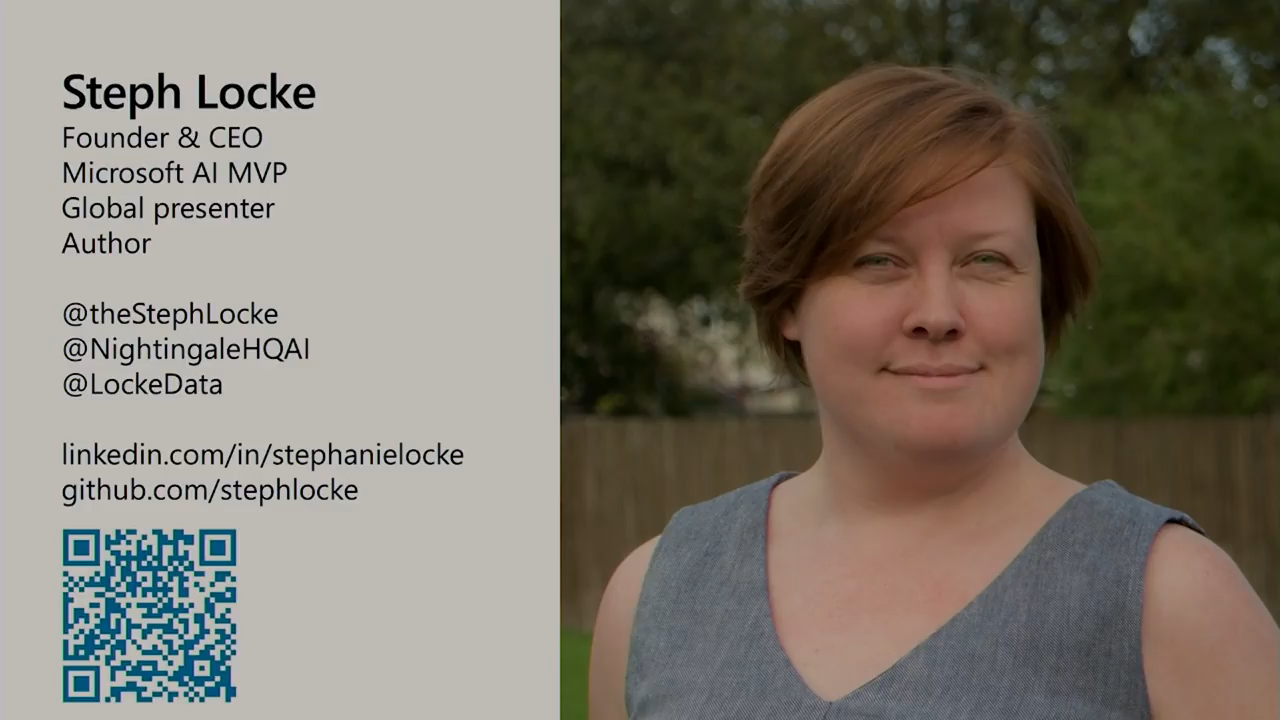 Steph Locke
Founder & CEO
Microsoft AI MVP
Global presenter
Author
@theStephLocke
@NightingaleHQAI
@LockeData
linkedin.com/in/stephanielocke
github.com/stephlocke